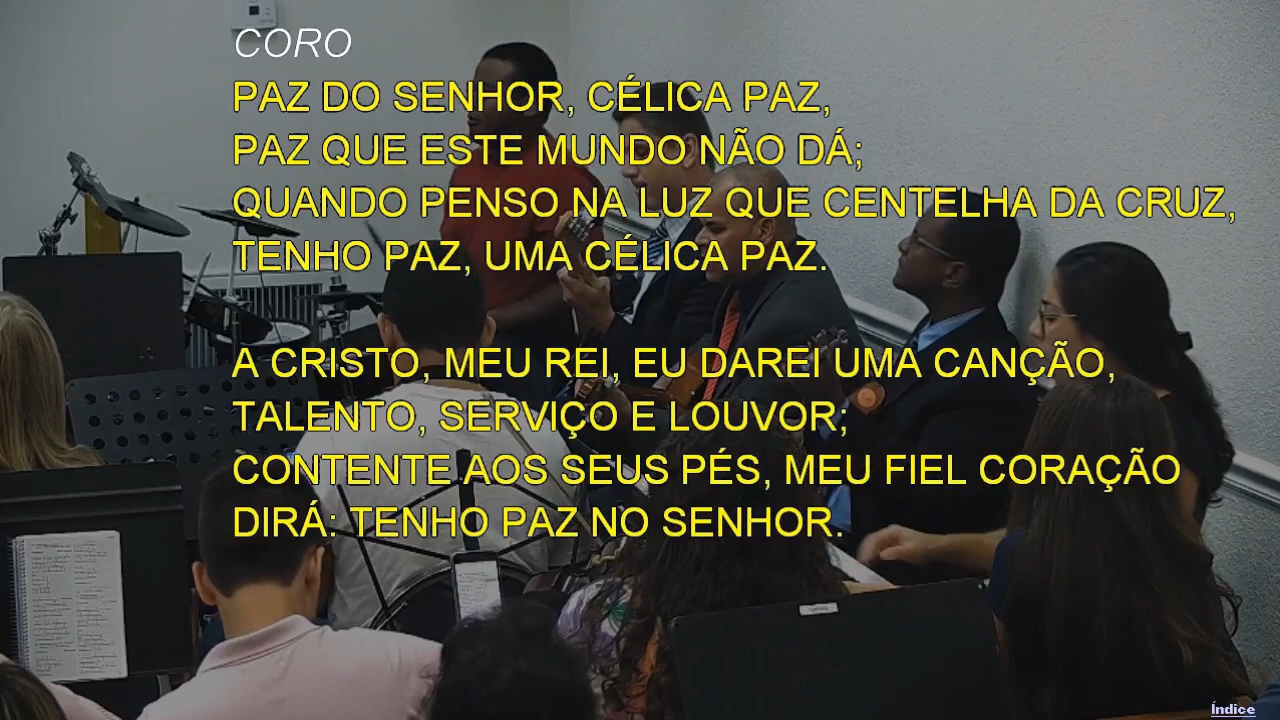 CORO
PAZ DO SENHOR, CÉLICA PAZ,
PAZ QUE ESTE MUNDO NÃO DÁ;
QUANDO PENSO NA LUZ QUE CENTELHA DA CRUZ,
TENHO PAZ, UMA CÉLICA PAZ.
A CRISTO, MEU REI, EU DAREI UMA CANÇÃO,
TALENTO, SERVIÇO E LOUVOR;
CONTENTE AOS SEUS PÉS, MEU FIEL CORAÇÃO
DIRÁ: TENHO PAZ NO SENHOR.
Índice